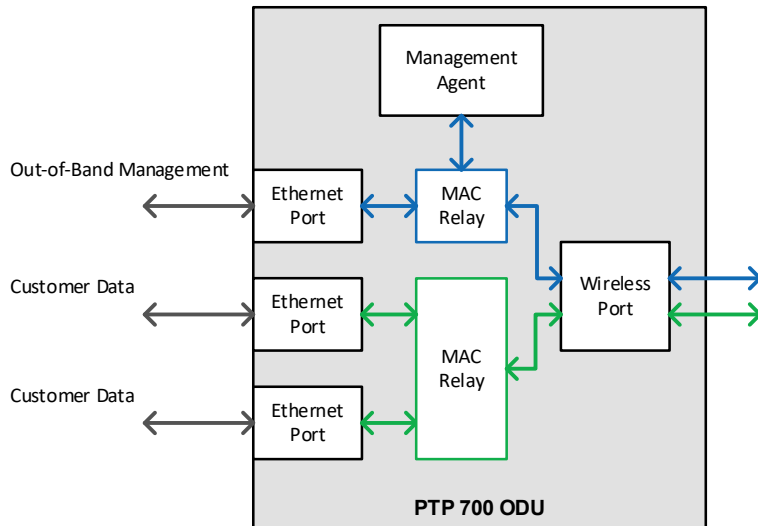 Management
Agent
Out-of-Band Management
Ethernet
Port
MAC
Relay
Customer Data
Ethernet
Port
Wireless
Port
MAC
Relay
Customer Data
Ethernet
Port
PTP 700 ODU